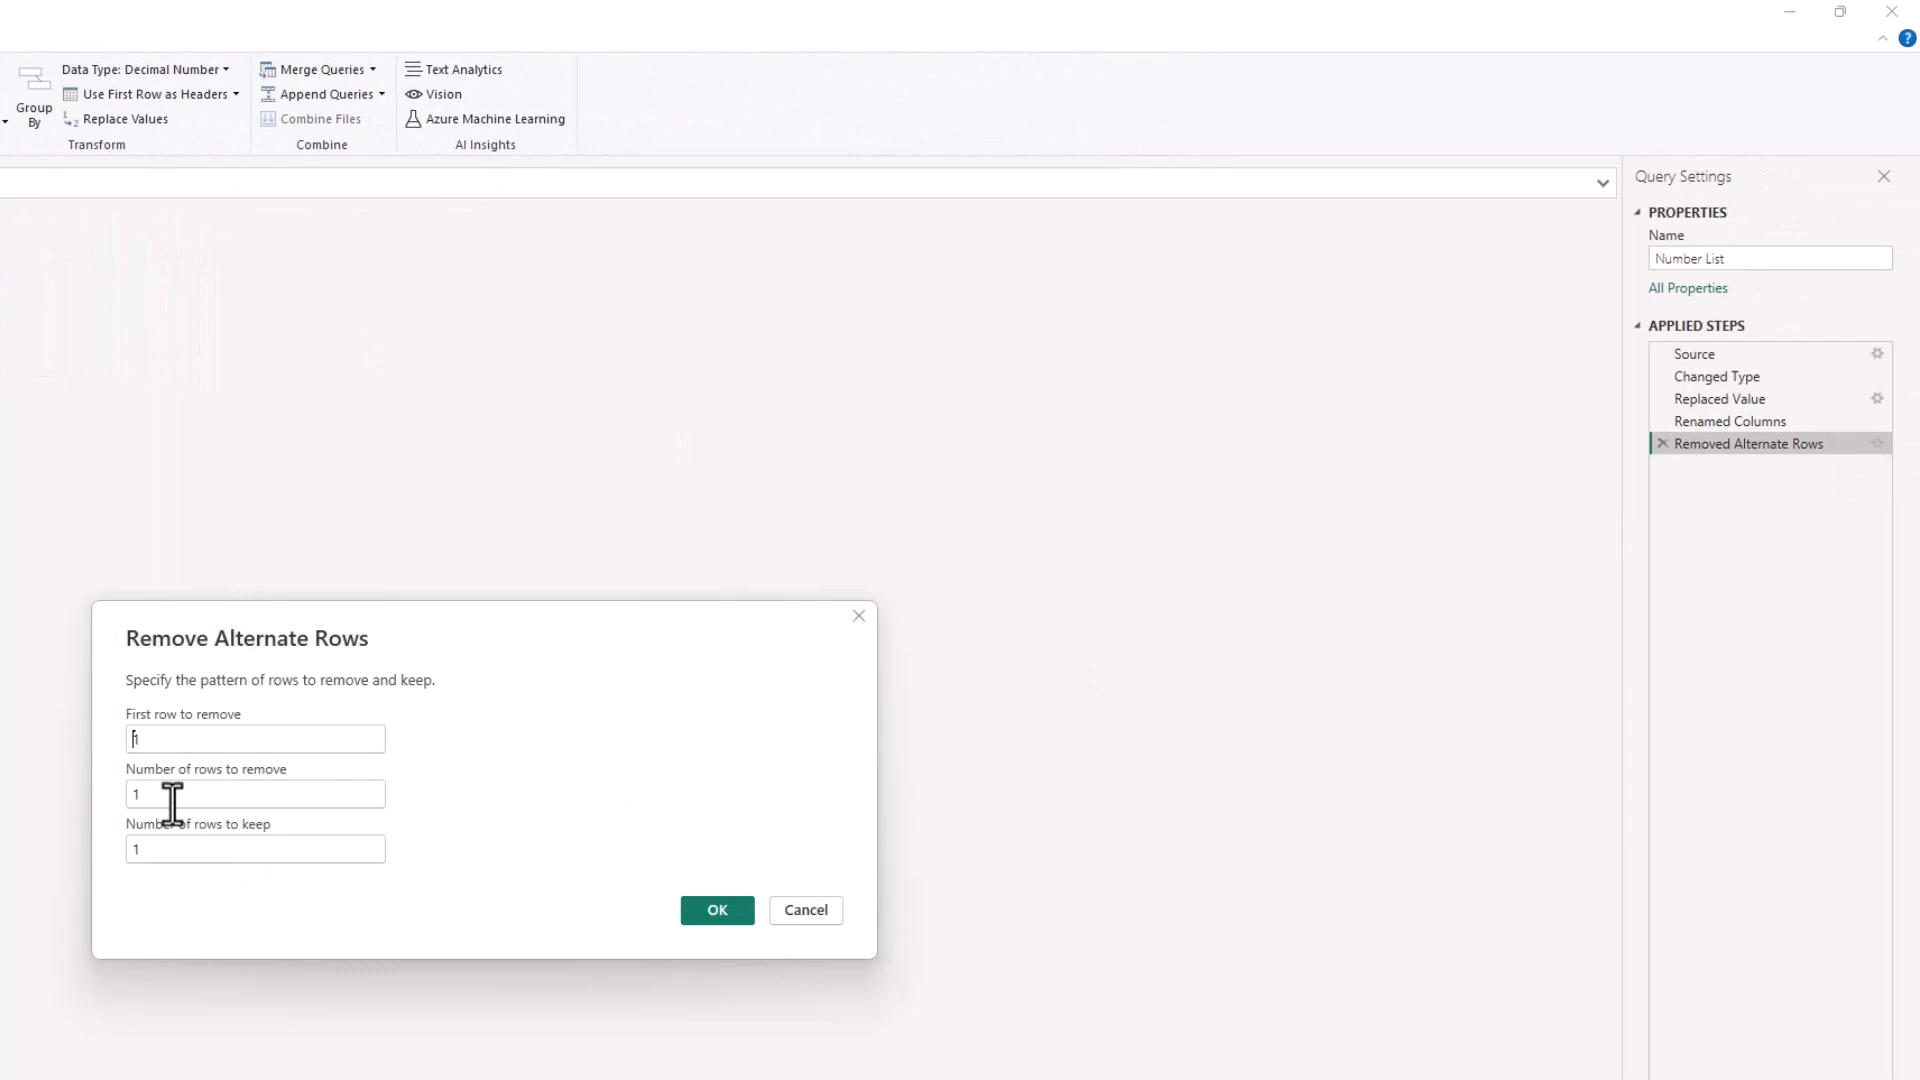 ?
Group
By
Data Type: Decimal Number
Use First Row as Headers
1
2
Replace Values
Transform
Merge Queries
Append Queries
Combine Files
Combine
Text Analytics
Vision
Azure Machine Learning
AI Insights
Query Settings
PROPERTIES
Name
Number List
All Properties
APPLIED STEPS
Source
Changed Type
Replaced Value
Renamed Columns
Removed Alternate Rows
Remove Alternate Rows
Specify the pattern of rows to remove and keep.
First row to remove
1
Number of rows to remove
1
Number of rows to keep
1
OK
Cancel